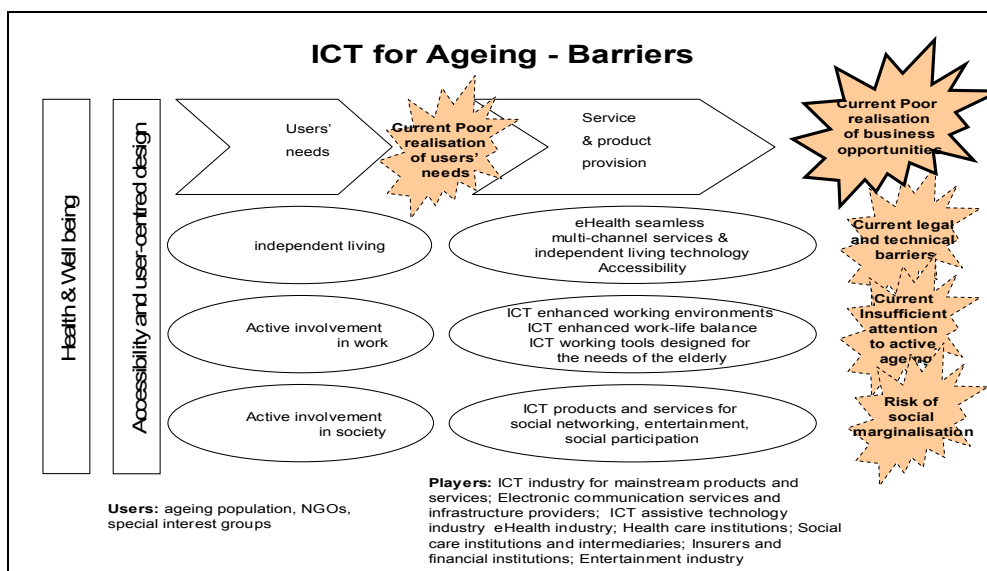 ICT for Ageing - Barriers
Health & Well being
Accessibility and user-centred design
Users'
needs
Current Poor
realisation
of users'
needs
Service
& product
provision
Current Poor
realisation
of business
opportunities
independent living
eHealth seamless
multi-channel services &
independent living technology
Accessibility
Current legal
and technical
barriers
Active involvement
in work
ICT enhanced working environments
ICT enhanced work-life balance
ICT working tools designed for
the needs of the elderly
Current
Insufficient
attention
to active
ageing
Active involvement
in society
ICT products and services for
social networking, entertainment,
social participation
Risk of
social
marginalisation
Users: ageing population, NGOs,
special interest groups
Players: ICT industry for mainstream products and
services; Electronic communication services and
infrastructure providers; ICT assistive technology
industry eHealth industry; Health care institutions; Social
care institutions and intermediaries; Insurers and
financial institutions; Entertainment industry